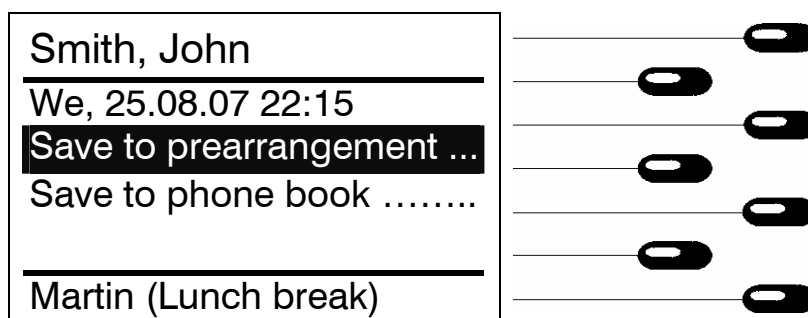 Smith, John
We, 25.08.07 22:15
Save to prearrangement ...
Save to phone book ........
Martin (Lunch break)